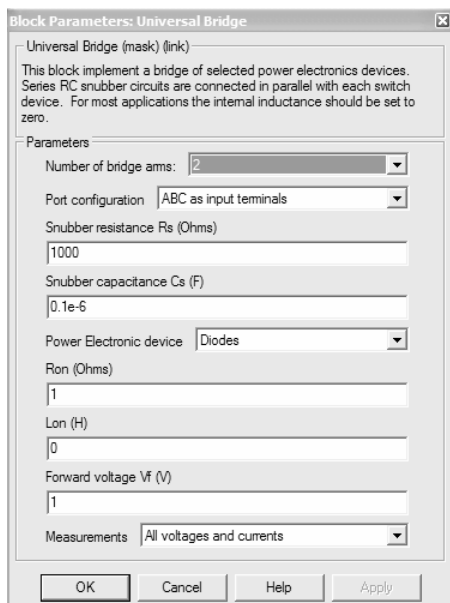 Block Parameters: Universal Bridge
Universal Bridge (mask) (link)
This block implement a bridge of selected power electronics devices.
Series RC snubber circuits are connected in parallel with each switch
device. For most applications the internal inductance should be set to
zero.
Parameters
Number of bridge arms: 2
Port configuration ABC as input terminals
Snubber resistance Rs (Ohms)
1000
Snubber capacitance Cs (F)
0.1e-6
Power Electronic device Diodes
Ron (Ohms)
1
Lon (H)
0
Forward voltage Vf (V)
1
Measurements All voltages and currents
OK Cancel Help Apply